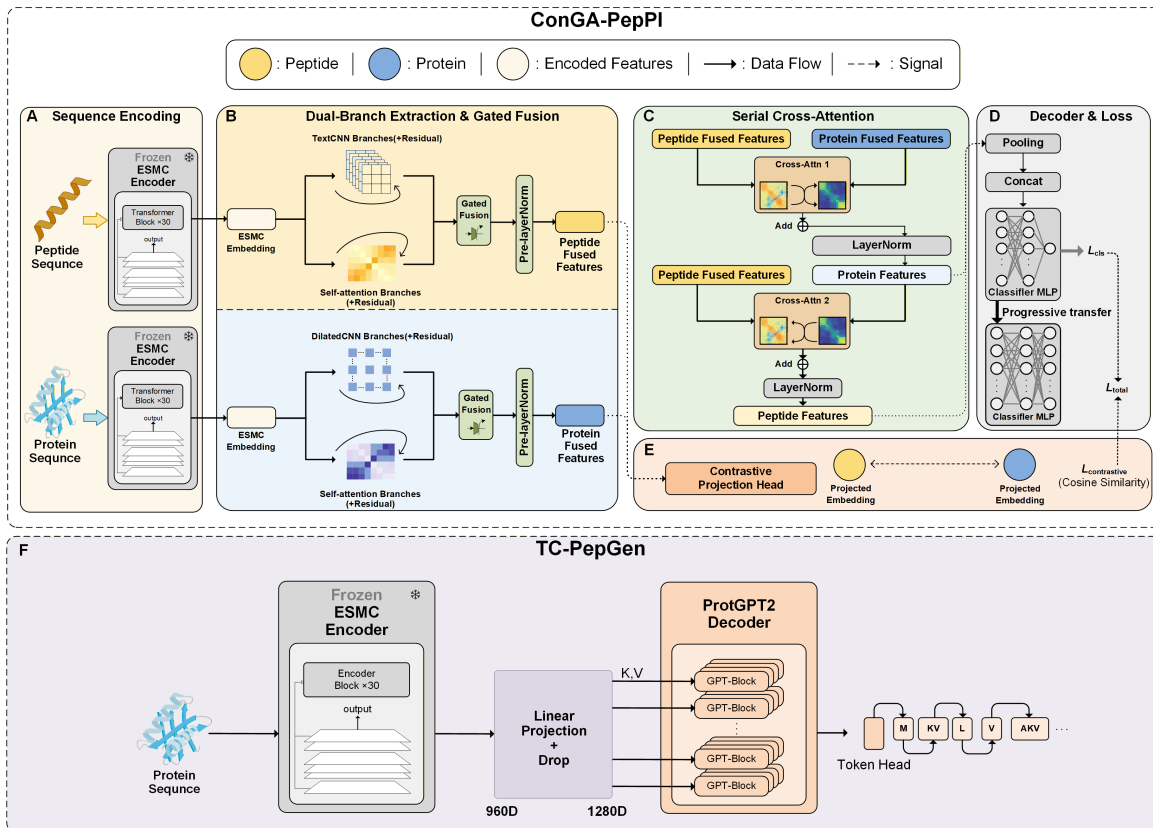 ConGA-PepPI
: Peptide
: Protein
: Encoded Features
: Data Flow
: Signal
A Sequence Encoding
Frozen
ESMC
Encoder
Transformer
Block ×30
output
Peptide
Sequnce
Frozen
ESMC
Encoder
Transformer
Block ×30
output
Protein
Sequnce
B Dual-Branch Extraction & Gated Fusion
TextCNN Branches(+Residual)
ESMC
Embedding
Self-attention Branches
(+Residual)
Gated
Fusion
Pre-layerNorm
Peptide
Fused
Features
DilatedCNN Branches(+Residual)
ESMC
Embedding
Self-attention Branches
(+Residual)
Gated
Fusion
Pre-layerNorm
Protein
Fused
Features
C Serial Cross-Attention
Peptide Fused Features
Protein Fused Features
Cross-Attn 1
Add
LayerNorm
Peptide Fused Features
Protein Features
Cross-Attn 2
Add
LayerNorm
Peptide Features
D Decoder & Loss
Pooling
Concat
Classifler MLP
Lcls
Progressive transfer
Classifler MLP
Ltotal
E
Contrastive
Projection Head
Projected
Embedding
Projected
Embedding
Lcontrastive
(Cosine Similarity)
F TC-PepGen
Protein
Sequnce
Frozen
ESMC
Encoder
Encoder
Block ×30
output
Linear
Projection
+
Drop
960D
1280D
K,V
ProtGPT2
Decoder
GPT-Block
GPT-Block
⋮
GPT-Block
GPT-Block
Token Head
M
KV
L
V
AKV
···